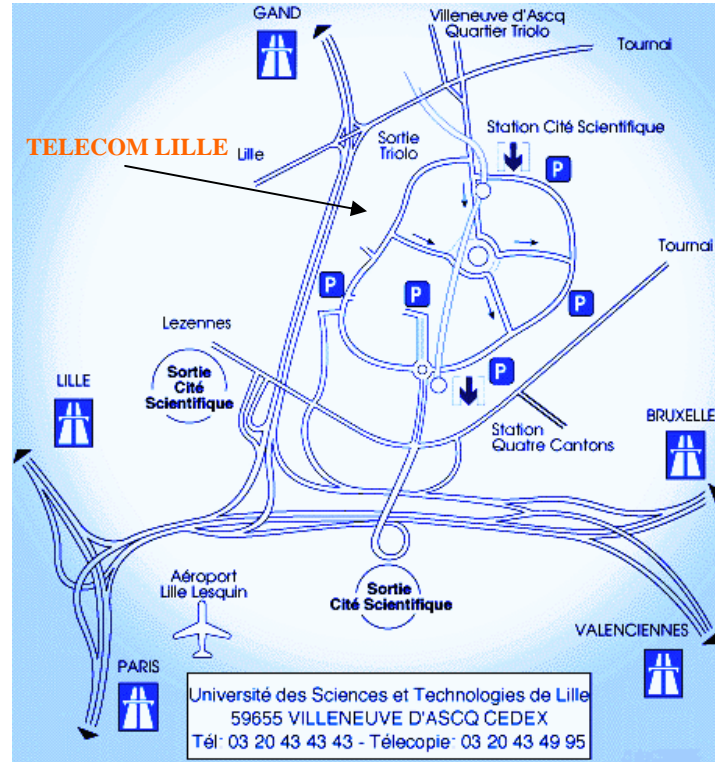 GAND
Villeneuve d'Ascq
Quartier Triolo
Tournai
Station Cité Scientifique
TELECOM LILLE
Lille
Sortie
Triolo
P
Tournai
P
P
P
Lezennes
Sortie
Cité
Scientifique
P
LILLE
BRUXELLE
Station
Quatre Cantons
Aéroport
Lille Lesquin
Sortie
Cité Scientifique
VALENCIENNES
PARIS
Université des Sciences et Technologies de Lille
59655 VILLENEUVE D'ASCQ CEDEX
Tél: 03 20 43 43 43 - Télecopie: 03 20 43 49 95